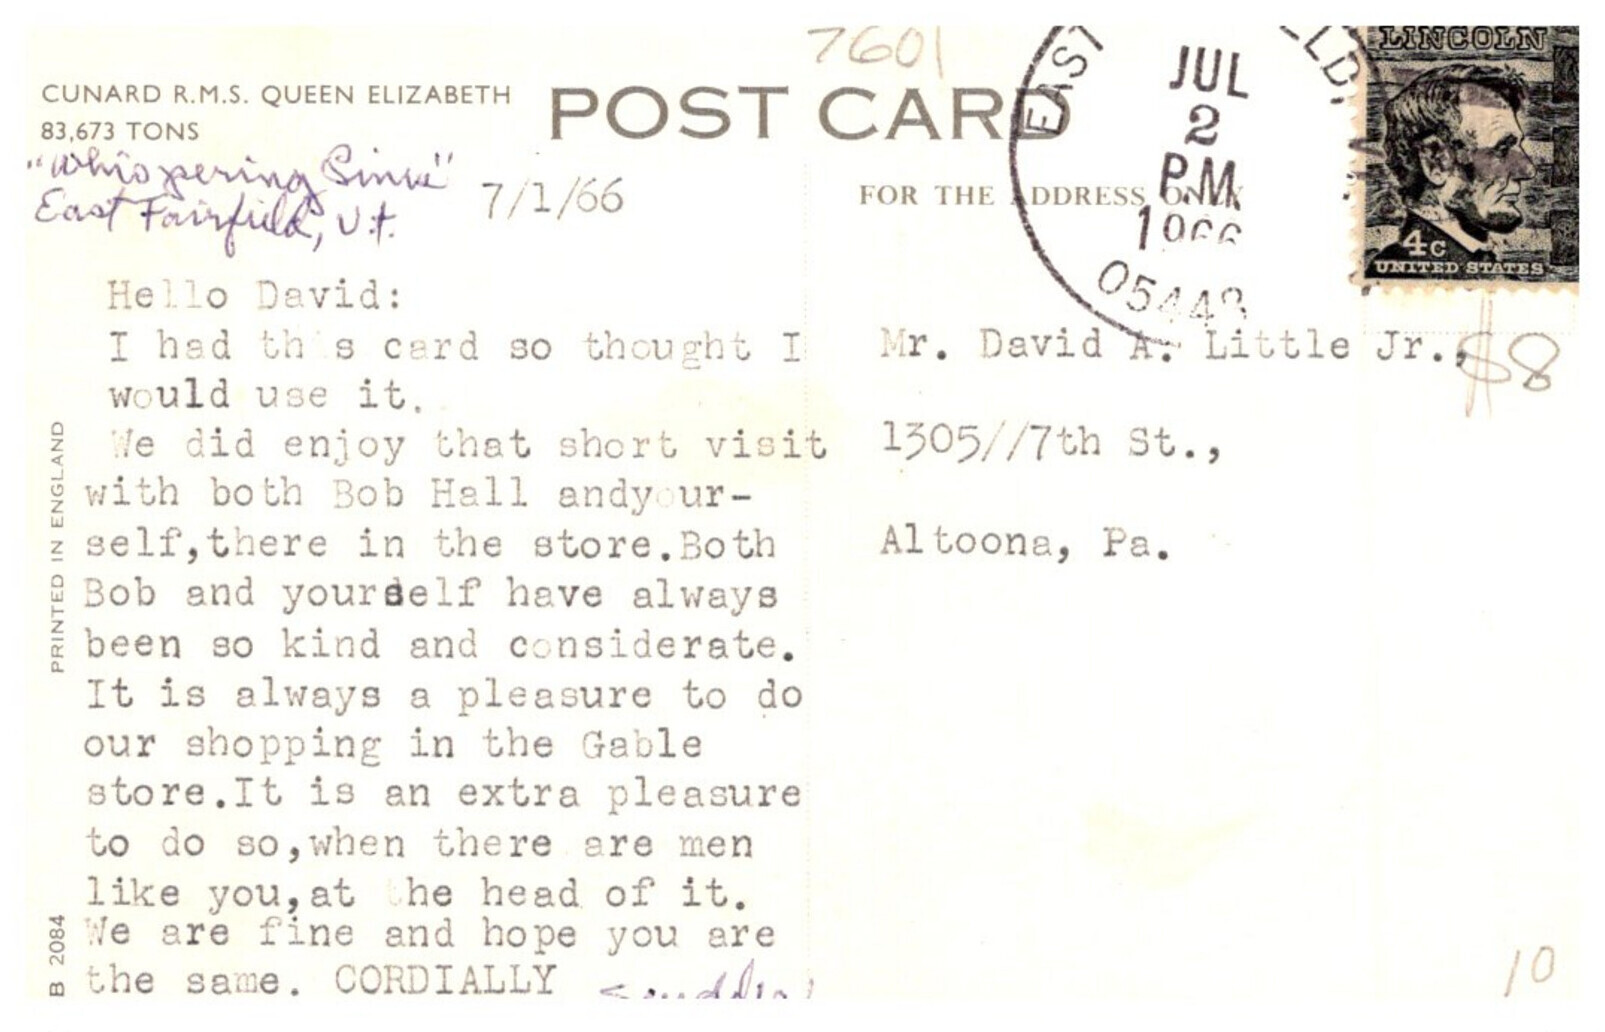 7601
CUNARD R.M.S. QUEEN ELIZABETH
83,673 TONS
POST CARD
"Whispering
East Fairfield, Vt.
7/1/66
FOR THE ADDRESS ONLY
EAST
LD.
JUL
2
PM
1966
LINCOLN
4c
UNITED STATES
Hello David:
I had this card so thought I
would use it.
We did enjoy that short visit
with both Bob Hall andyour-
self,there in the store.Both
Bob and yourself have always
been so kind and considerate.
It is always a pleasure to do
our shopping in the Gable
store.It is an extra pleasure
to do so,when there are men
like you,at the head of it.
We are fine and hope you are
the same. CORDIALLY
Mr. David A. Little Jr.,
1305//7th St.,
Altoona, Pa.
$8
10
PRINTED IN ENGLAND
B 2084